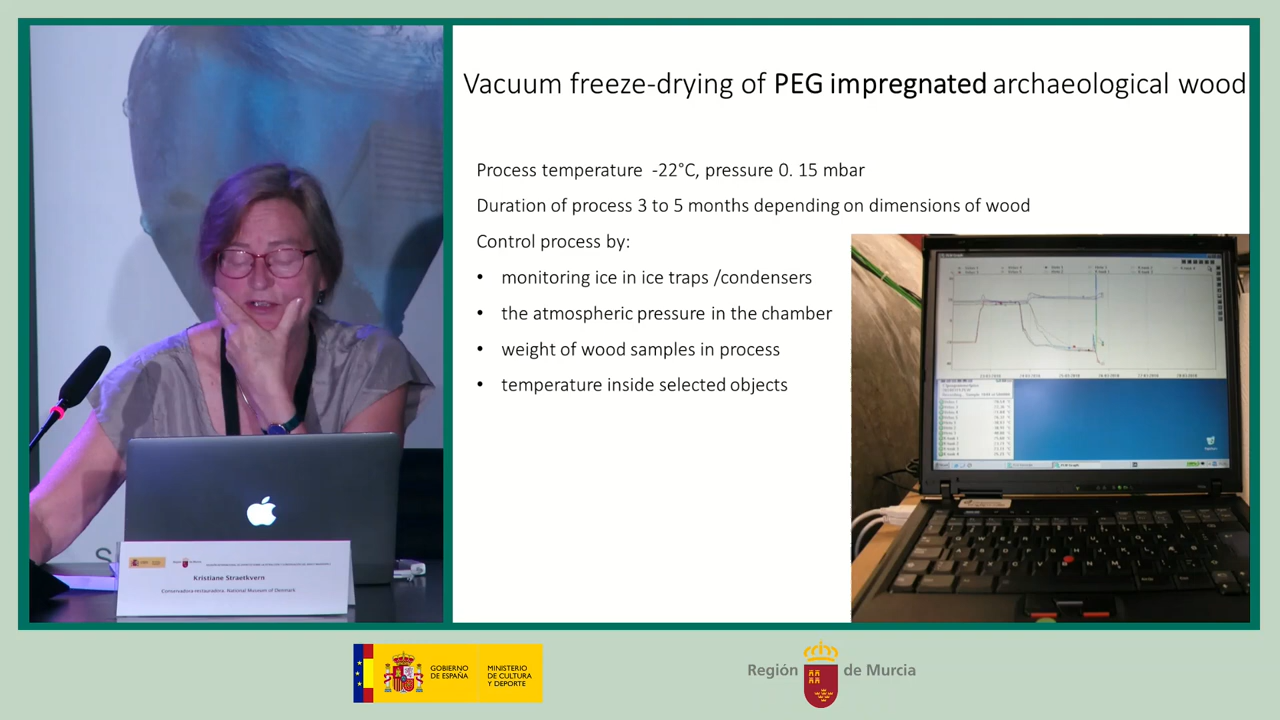 Vacuum freeze-drying of PEG impregnated archaeological wood
Process temperature -22°C, pressure 0. 15 mbar
Duration of process 3 to 5 months depending on dimensions of wood
Control process by:
• monitoring ice in ice traps /condensers
• the atmospheric pressure in the chamber
• weight of wood samples in process
• temperature inside selected objects
Kristiane Straetkvern
Conservadora-restauradora. National Museum of Denmark
GOBIERNO
DE ESPAÑA
MINISTERIO
DE CULTURA
Y DEPORTE
Región de Murcia